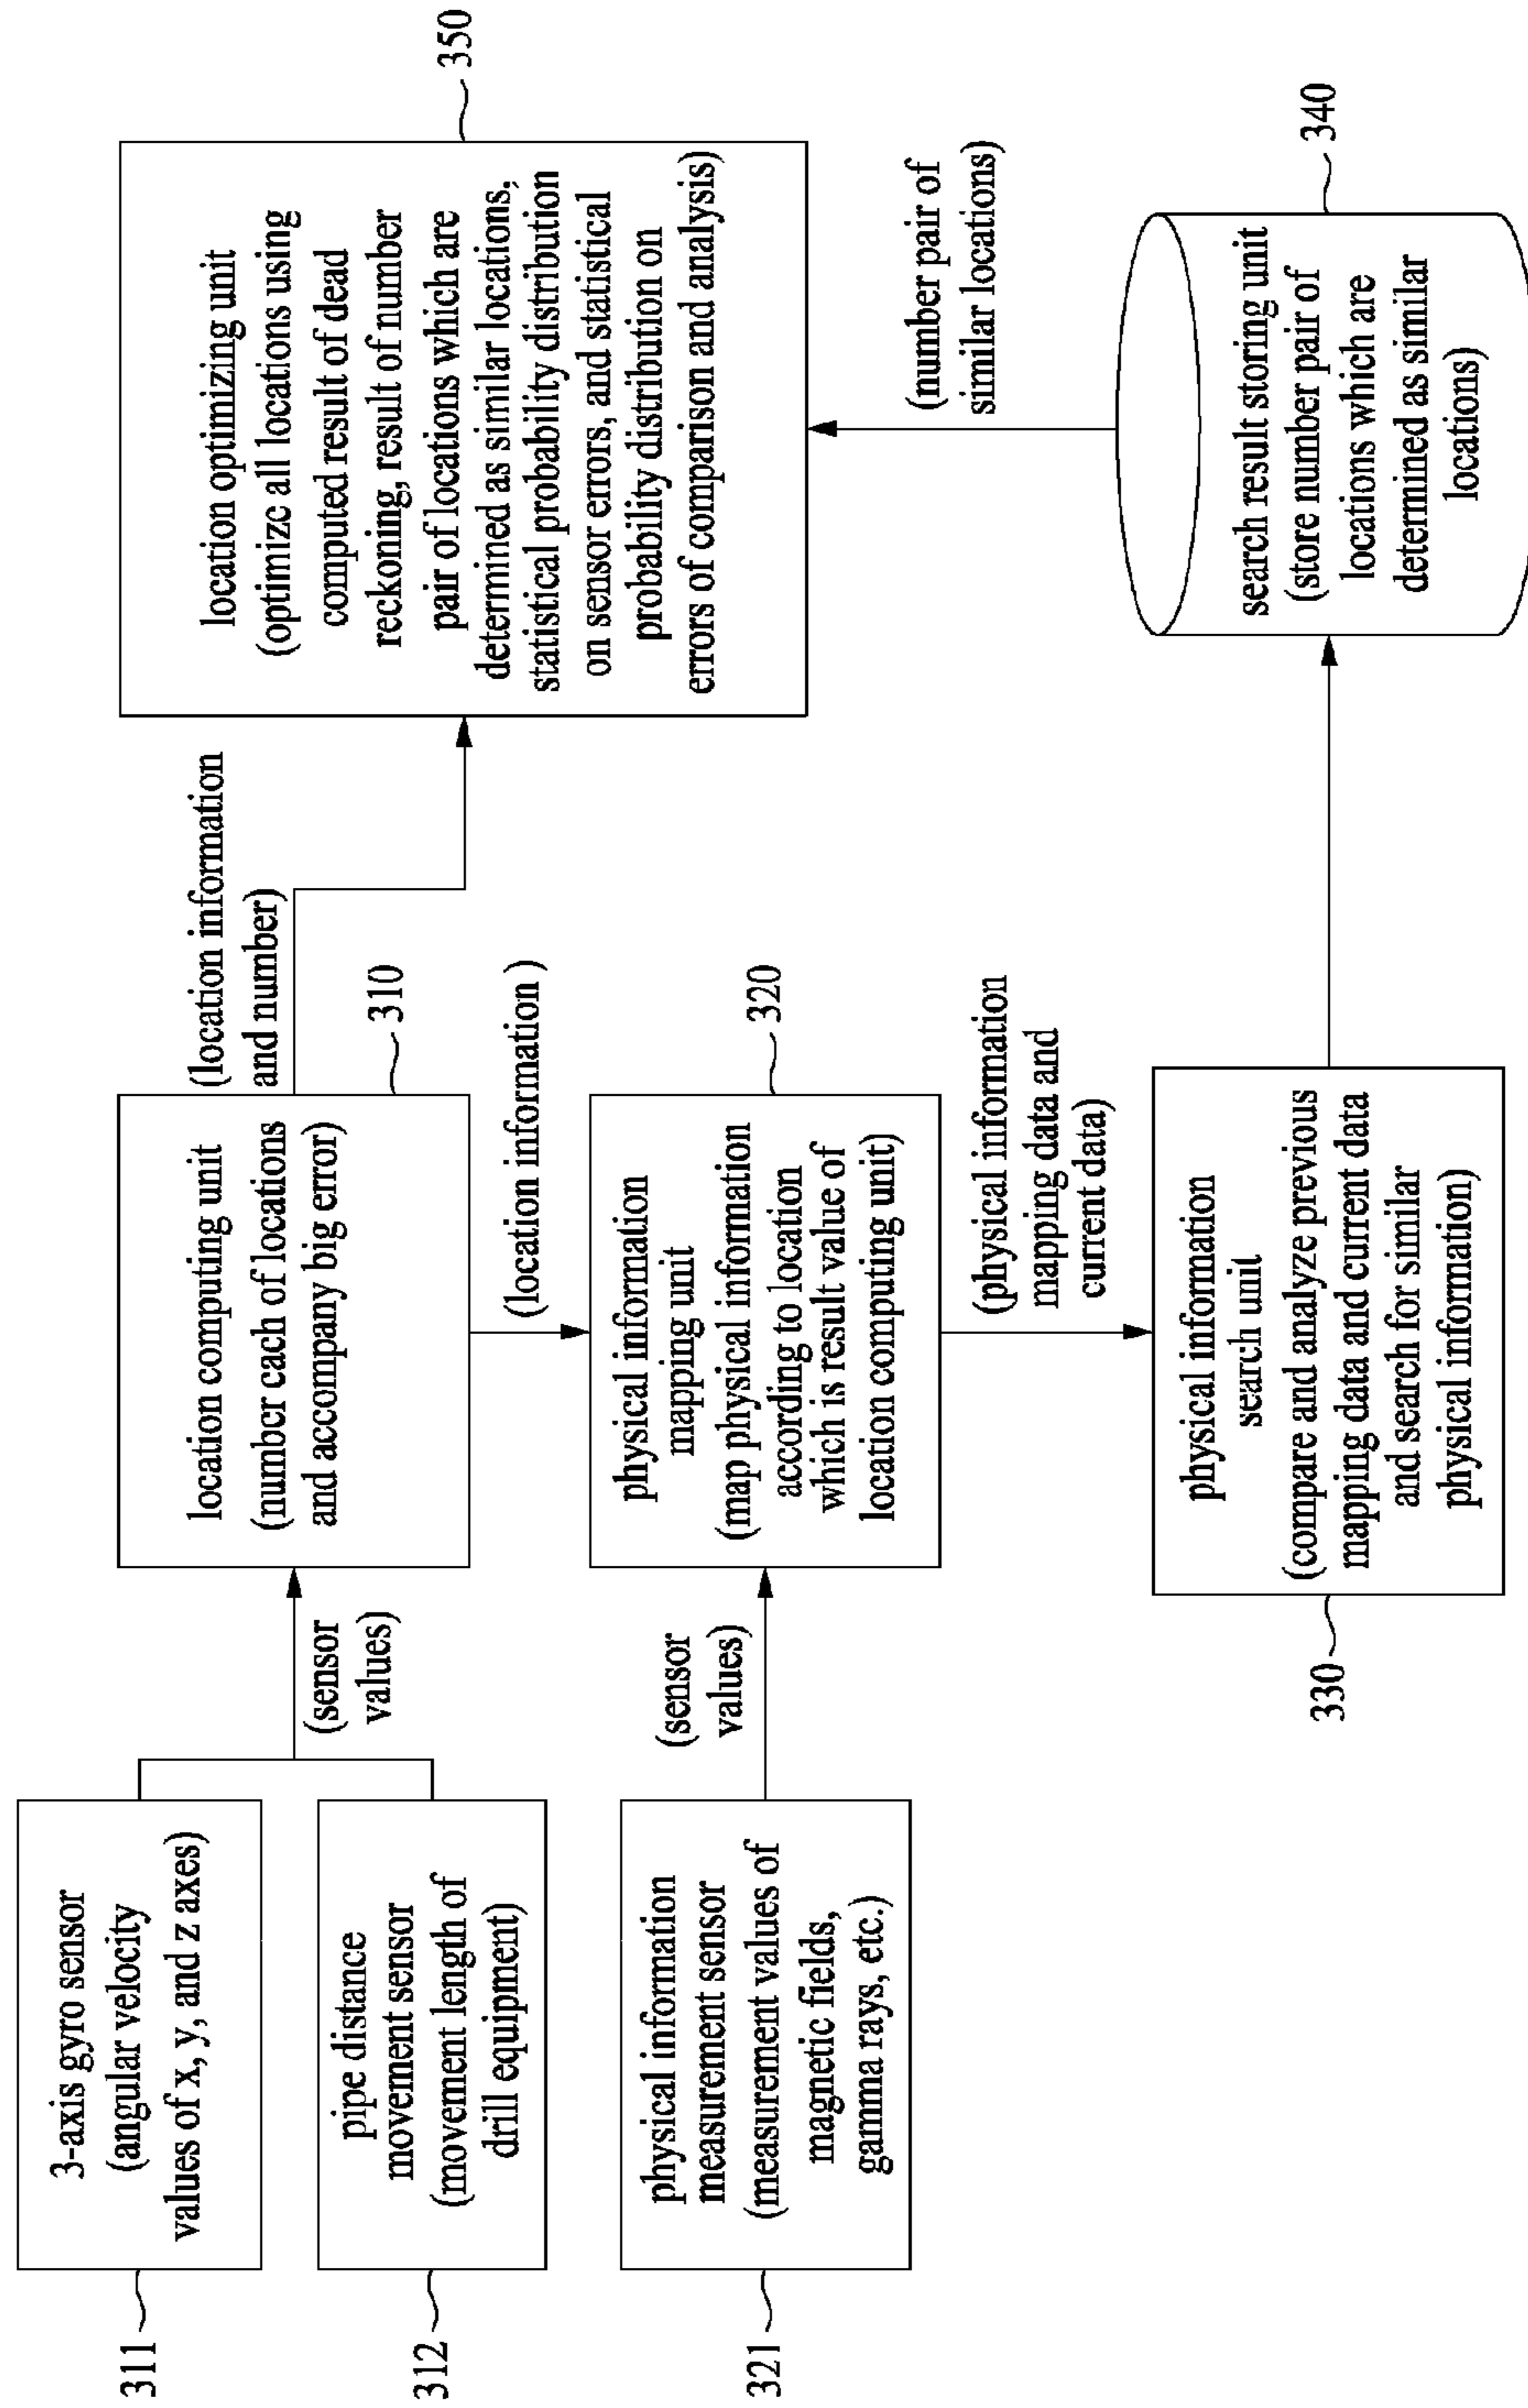 311
3-axis gyro sensor
(angular velocity
values of x, y, and z axes)
312
pipe distance
movement sensor
(movement length of
drill equipment)
(sensor
values)
location computing unit
(number each of locations
and accompany big error)
310
(location information
and number)
location optimizing unit
(optimize all locations using
computed result of dead
reckoning, result of number
pair of locations which are
determined as similar locations,
statistical probability distribution
on sensor errors, and statistical
probability distribution on
errors of comparison and analysis)
350
(location information )
321
physical information
measurement sensor
(measurement values of
magnetic fields,
gamma rays, etc.)
(sensor
values)
physical information
mapping unit
(map physical information
according to location
which is result value of
location computing unit)
320
(physical information
mapping data and
current data)
(number pair of
similar locations)
330
physical information
search unit
(compare and analyze previous
mapping data and current data
and search for similar
physical information)
search result storing unit
(store number pair of
locations which are
determined as similar
locations)
340